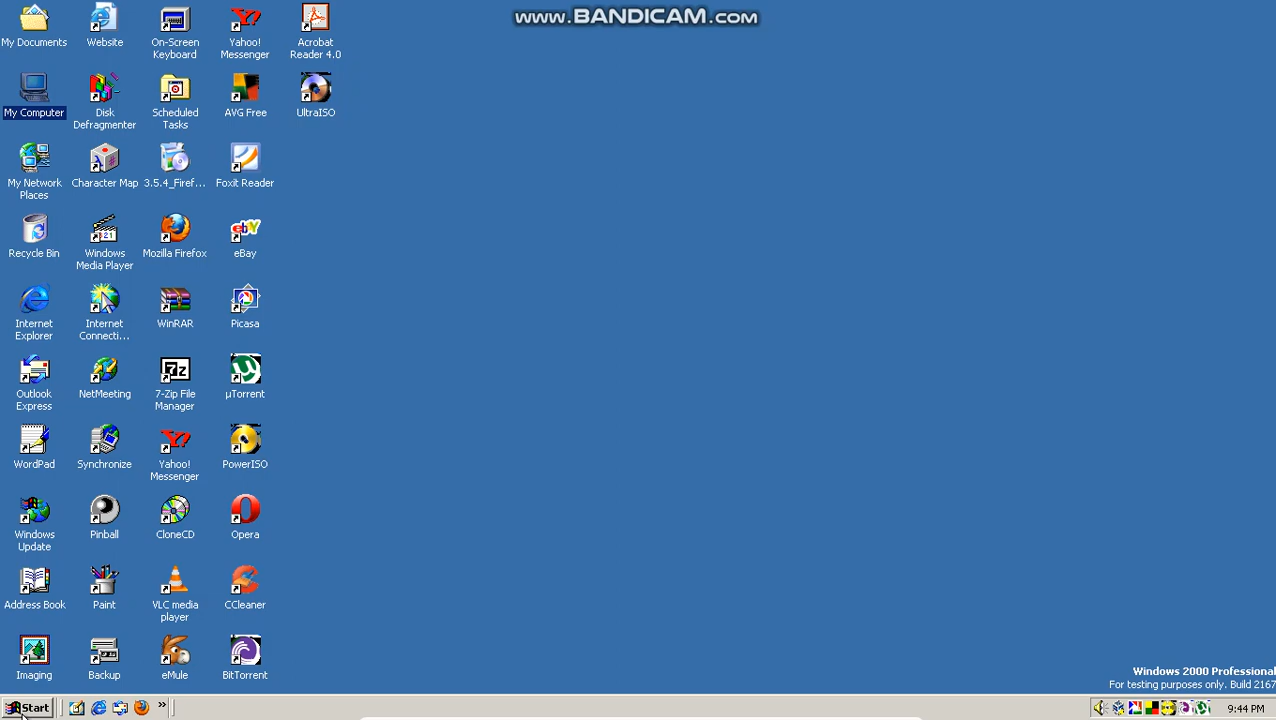 www.BANDICAM.com
My Documents
Website
On-Screen
Keyboard
Yahoo!
Messenger
Acrobat
Reader 4.0
My Computer
Disk
Defragmenter
Scheduled
Tasks
AVG Free
UltraISO
My Network
Places
Character Map
3.5.4_Firef...
Foxit Reader
Recycle Bin
Windows
Media Player
Mozilla Firefox
eBay
Internet
Explorer
Internet
Connecti...
WinRAR
Picasa
Outlook
Express
NetMeeting
7-Zip File
Manager
µTorrent
WordPad
Synchronize
Yahoo!
Messenger
PowerISO
Windows
Update
Pinball
CloneCD
Opera
Address Book
Paint
VLC media
player
CCleaner
Imaging
Backup
eMule
BitTorrent
Windows 2000 Professional
For testing purposes only. Build 2167
Start
9:44 PM